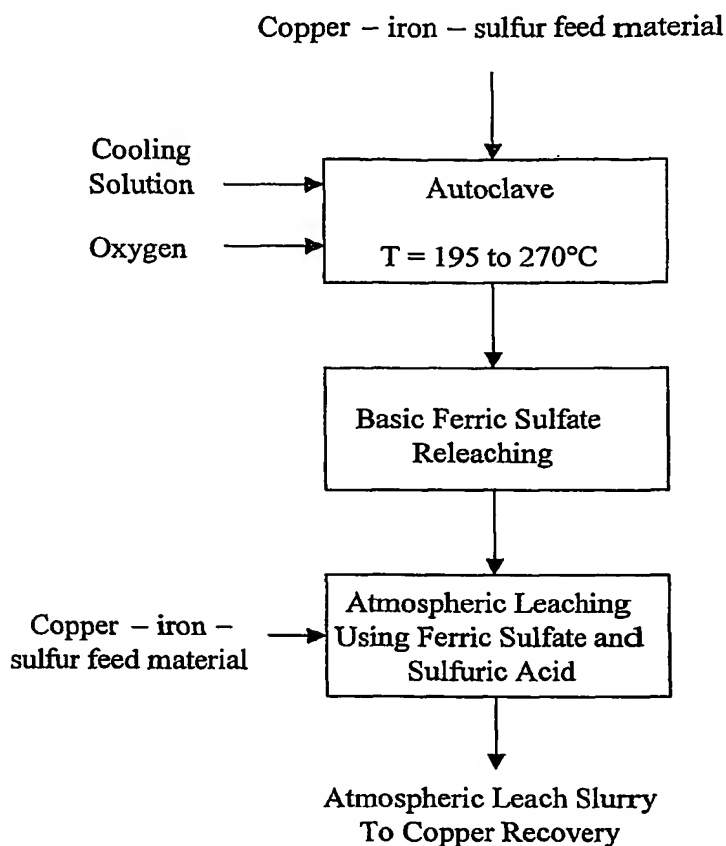 Copper – iron – sulfur feed material
Cooling
Solution
Oxygen
Autoclave
T = 195 to 270°C
Basic Ferric Sulfate
Releaching
Copper – iron –
sulfur feed material
Atmospheric Leaching
Using Ferric Sulfate and
Sulfuric Acid
Atmospheric Leach Slurry
To Copper Recovery